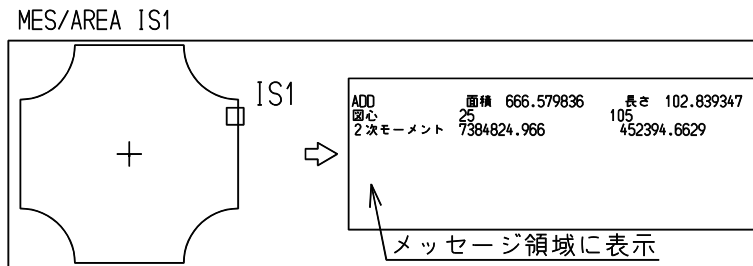 MES/AREA IS1
IS1
ADD 面積 666.579836 長さ 102.839347
図心 25 105
2次モーメント 7384824.966 452394.6629
メッセージ領域に表示